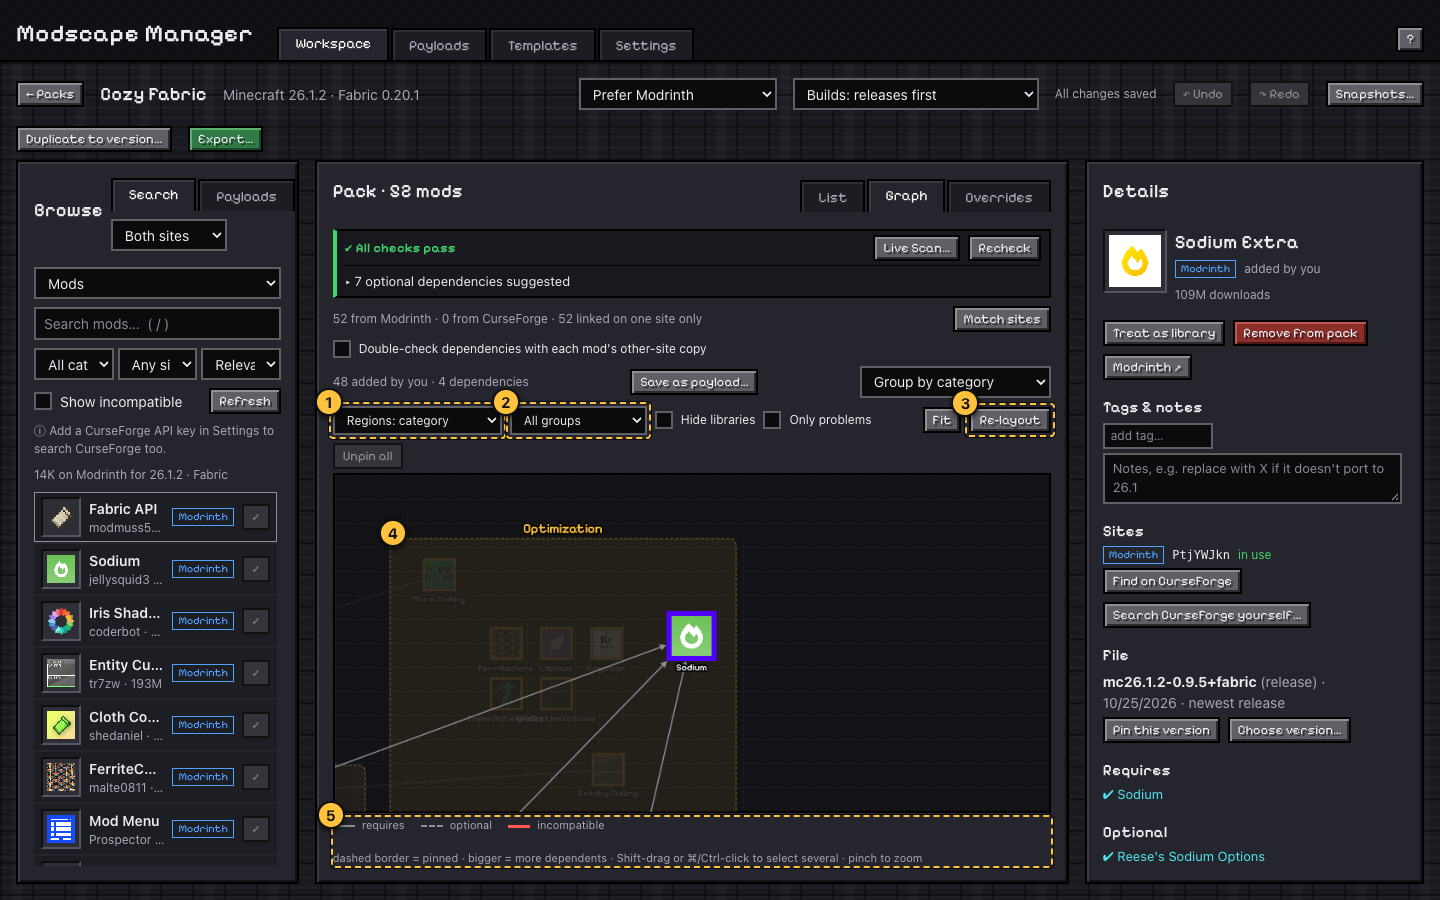 Modscape Manager
Workspace
Payloads
Templates
Settings
?
← Packs
Cozy Fabric
Minecraft 26.1.2 · Fabric 0.20.1
Prefer Modrinth
Builds: releases first
All changes saved
↶ Undo
↷ Redo
Snapshots...
Duplicate to version...
Export...
Browse
Search
Payloads
Both sites
Mods
Search mods... ( / )
All cat
Any si
Releva
Show incompatible
Refresh
ⓘ Add a CurseForge API key in Settings to
search CurseForge too.
14K on Modrinth for 26.1.2 · Fabric
Fabric API
modmuss5...
Modrinth
✓
Sodium
jellysquid3 ...
Modrinth
✓
Iris Shad...
coderbot · ...
Modrinth
✓
Entity Cu...
tr7zw · 193M
Modrinth
✓
Cloth Co...
shedaniel · ...
Modrinth
✓
FerriteC...
malte0811 ·...
Modrinth
✓
Mod Menu
Prospector ...
Modrinth
✓
Pack · 52 mods
List
Graph
Overrides
✔ All checks pass
Live Scan...
Recheck
▸ 7 optional dependencies suggested
52 from Modrinth · 0 from CurseForge · 52 linked on one site only
Match sites
Double-check dependencies with each mod's other-site copy
48 added by you · 4 dependencies
Save as payload...
Group by category
1
2
3
Regions: category
All groups
Hide libraries
Only problems
Fit
Re-layout
Unpin all
4
Optimization
More Culling
FerriteCore
Lithium
Krypton
Kr
Sodium
Entity Culling
5
requires
optional
incompatible
dashed border = pinned · bigger = more dependents · Shift-drag or ⌘/Ctrl-click to select several · pinch to zoom
Details
Sodium Extra
Modrinth
added by you
109M downloads
Treat as library
Remove from pack
Modrinth ↗
Tags & notes
add tag...
Notes, e.g. replace with X if it doesn't port to
26.1
Sites
Modrinth
PtjYWJkn
in use
Find on CurseForge
Search CurseForge yourself...
File
mc26.1.2-0.9.5+fabric (release) ·
10/25/2026 · newest release
Pin this version
Choose version...
Requires
✔ Sodium
Optional
✔ Reese's Sodium Options